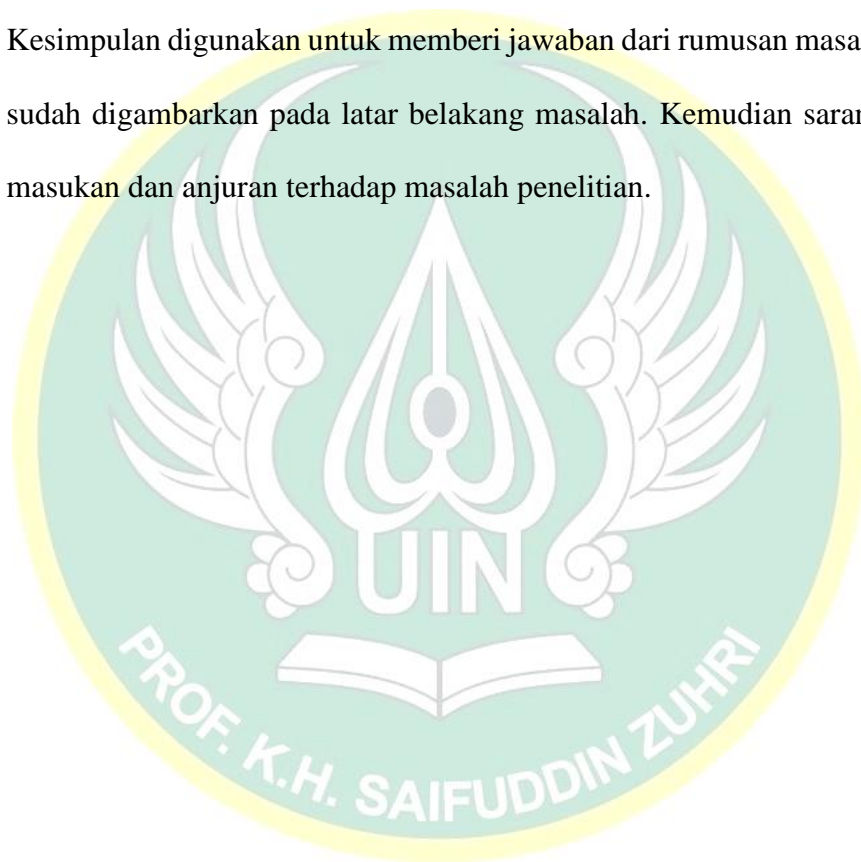 Kesimpulan digunakan untuk memberi jawaban dari rumusan masa
sudah digambarkan pada latar belakang masalah. Kemudian saran
masukan dan anjuran terhadap masalah penelitian.
UIN
PROF. K.H. SAIFUDDIN ZUHRI